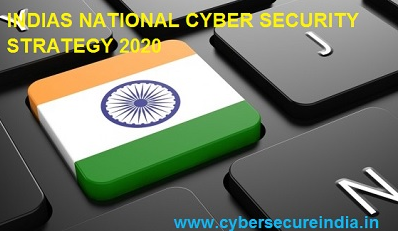 INDIAS NATIONAL CYBER SECURITY
STRATEGY 2020
J
N
www.cybersecureindia.in